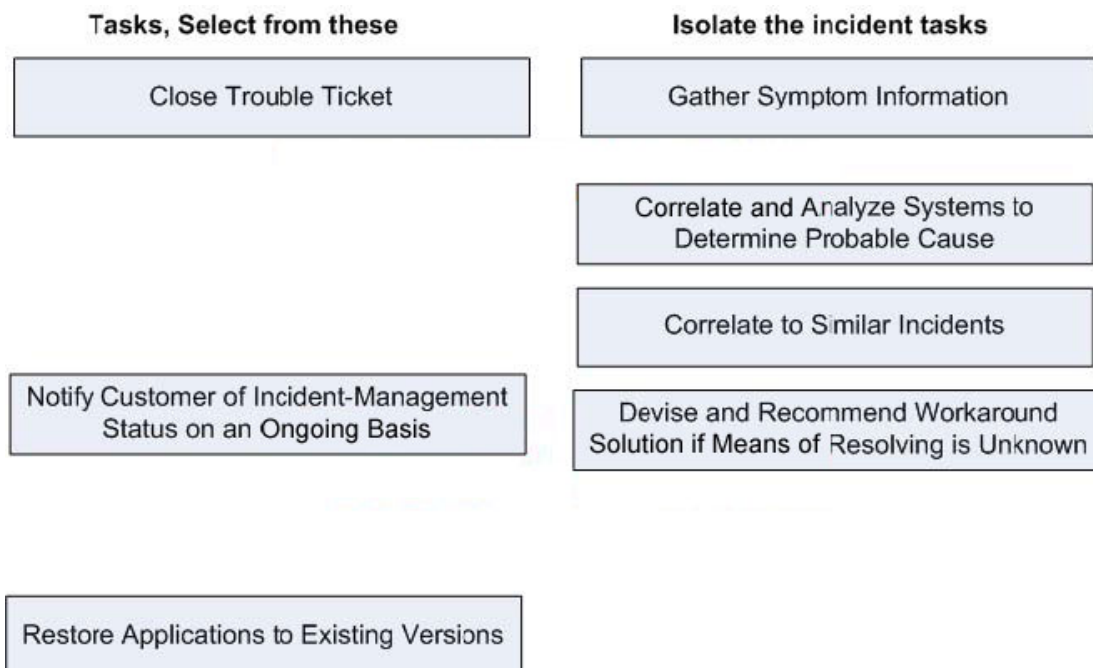 Tasks, Select from these
Isolate the incident tasks
Close Trouble Ticket
Gather Symptom Information
Correlate and Analyze Systems to
Determine Probable Cause
Correlate to Similar Incidents
Notify Customer of Incident-Management
Status on an Ongoing Basis
Devise and Recommend Workaround
Solution if Means of Resolving is Unknown
Restore Applications to Existing Versions